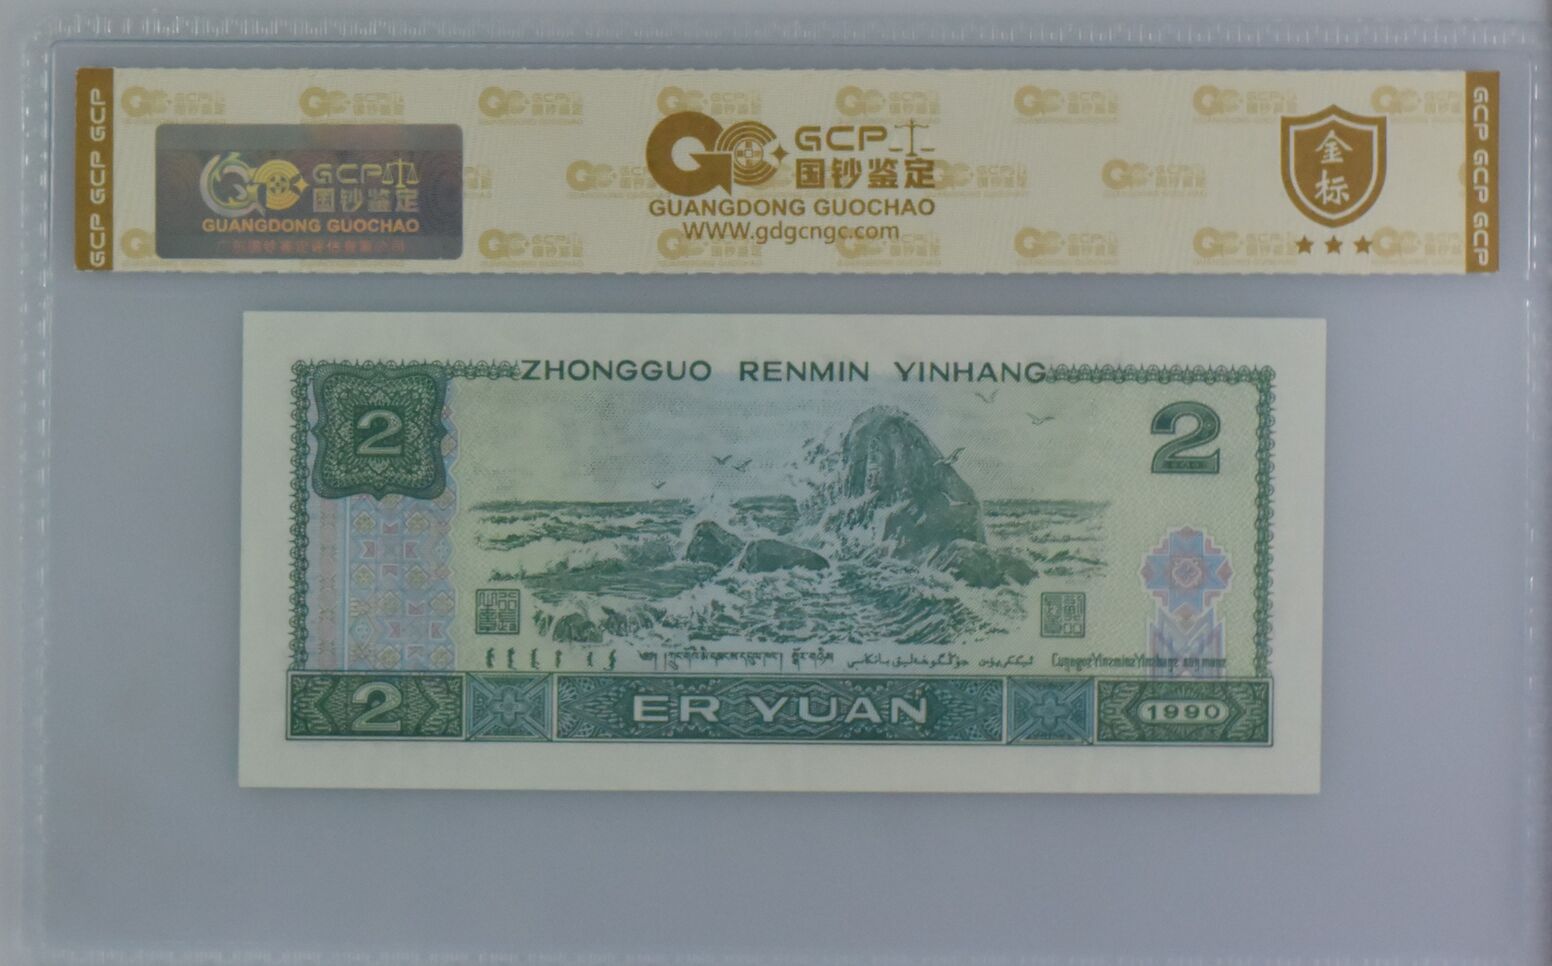 GCP GCP GCP
GCP
国钞鉴定
GUANGDONG GUOCHAO
GCP
国钞鉴定
GUANGDONG GUOCHAO
WWW.gdgcngc.com
金标
GCP GCP GCP
ZHONGGUO RENMIN YINHANG
2
2
2
ER YUAN
1990